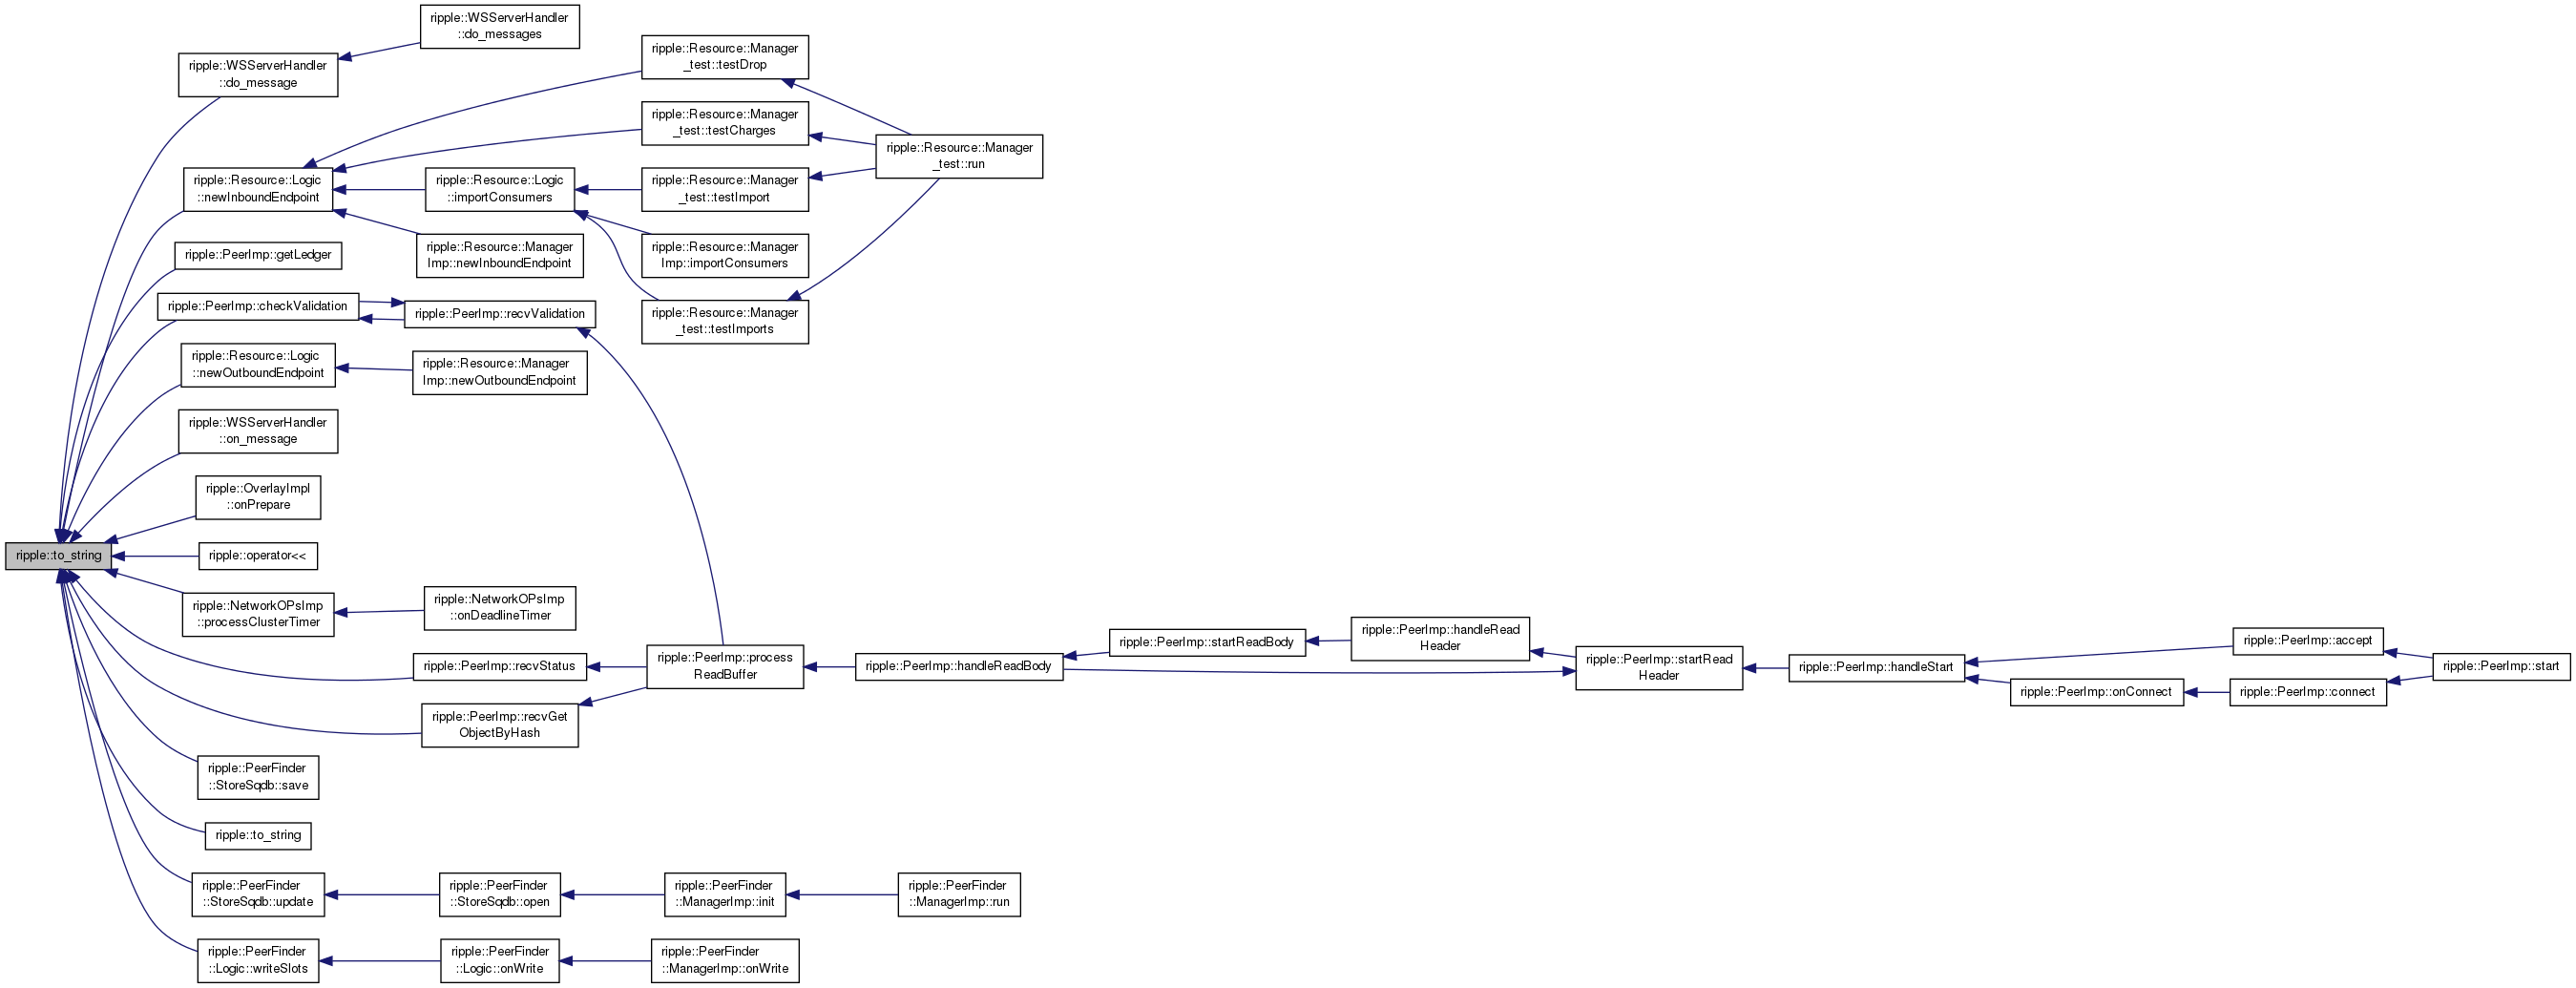 ripple::WSServerHandler
::do_messages
ripple::WSServerHandler
::do_message
ripple::Resource::Manager
_test::testDrop
ripple::Resource::Manager
_test::testCharges
ripple::Resource::Manager
_test::run
ripple::Resource::Logic
::newInboundEndpoint
ripple::Resource::Logic
::importConsumers
ripple::Resource::Manager
_test::testImport
ripple::PeerImp::getLedger
ripple::Resource::Manager
Imp::newInboundEndpoint
ripple::Resource::Manager
Imp::importConsumers
ripple::PeerImp::checkValidation
ripple::PeerImp::recvValidation
ripple::Resource::Manager
_test::testImports
ripple::Resource::Logic
::newOutboundEndpoint
ripple::Resource::Manager
Imp::newOutboundEndpoint
ripple::WSServerHandler
::on_message
ripple::OverlayImpl
::onPrepare
ripple::to_string
ripple::operator<<
ripple::NetworkOPsImp
::processClusterTimer
ripple::NetworkOPsImp
::onDeadlineTimer
ripple::PeerImp::recvStatus
ripple::PeerImp::process
ReadBuffer
ripple::PeerImp::handleReadBody
ripple::PeerImp::startReadBody
ripple::PeerImp::handleRead
Header
ripple::PeerImp::startRead
Header
ripple::PeerImp::handleStart
ripple::PeerImp::accept
ripple::PeerImp::onConnect
ripple::PeerImp::connect
ripple::PeerImp::start
ripple::PeerImp::recvGet
ObjectByHash
ripple::PeerFinder
::StoreSqdb::save
ripple::to_string
ripple::PeerFinder
::StoreSqdb::update
ripple::PeerFinder
::StoreSqdb::open
ripple::PeerFinder
::ManagerImp::init
ripple::PeerFinder
::ManagerImp::run
ripple::PeerFinder
::Logic::writeSlots
ripple::PeerFinder
::Logic::onWrite
ripple::PeerFinder
::ManagerImp::onWrite